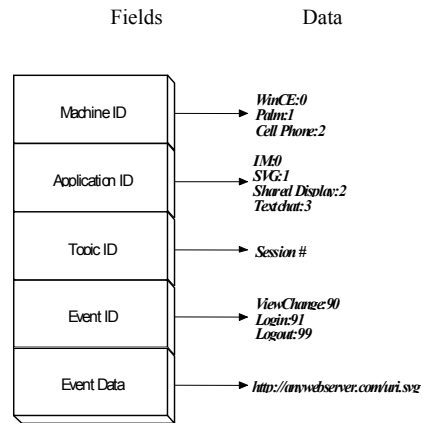 Fields Data
Machine ID
WinCE:0
Palm:1
Cell Phone:2
Application ID
IM:0
SVG:1
Shared Display:2
Textchat:3
Topic ID
Session #
Event ID
ViewChange:90
Login:91
Logout:99
Event Data
http://anywebserver.com/uri.svg